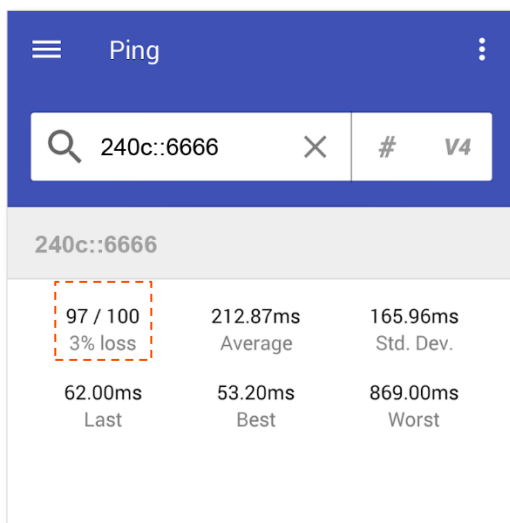 Ping
240c::6666 # V4
240c::6666
97 / 100 212.87ms 165.96ms
3% loss Average Std. Dev.
62.00ms 53.20ms 869.00ms
Last Best Worst